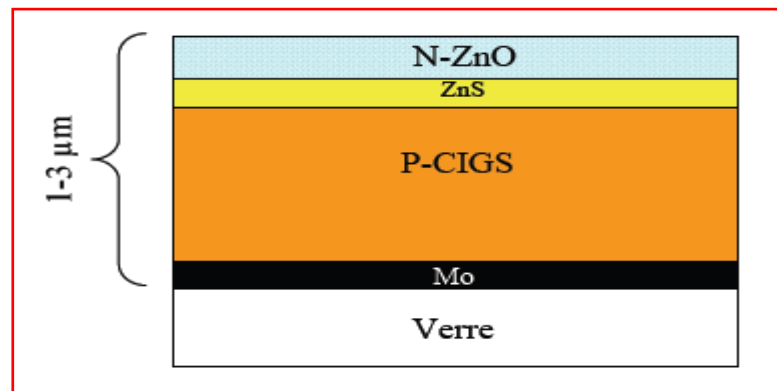 N-ZnO
ZnS
P-CIGS
1-3 µm
Mo
Verre